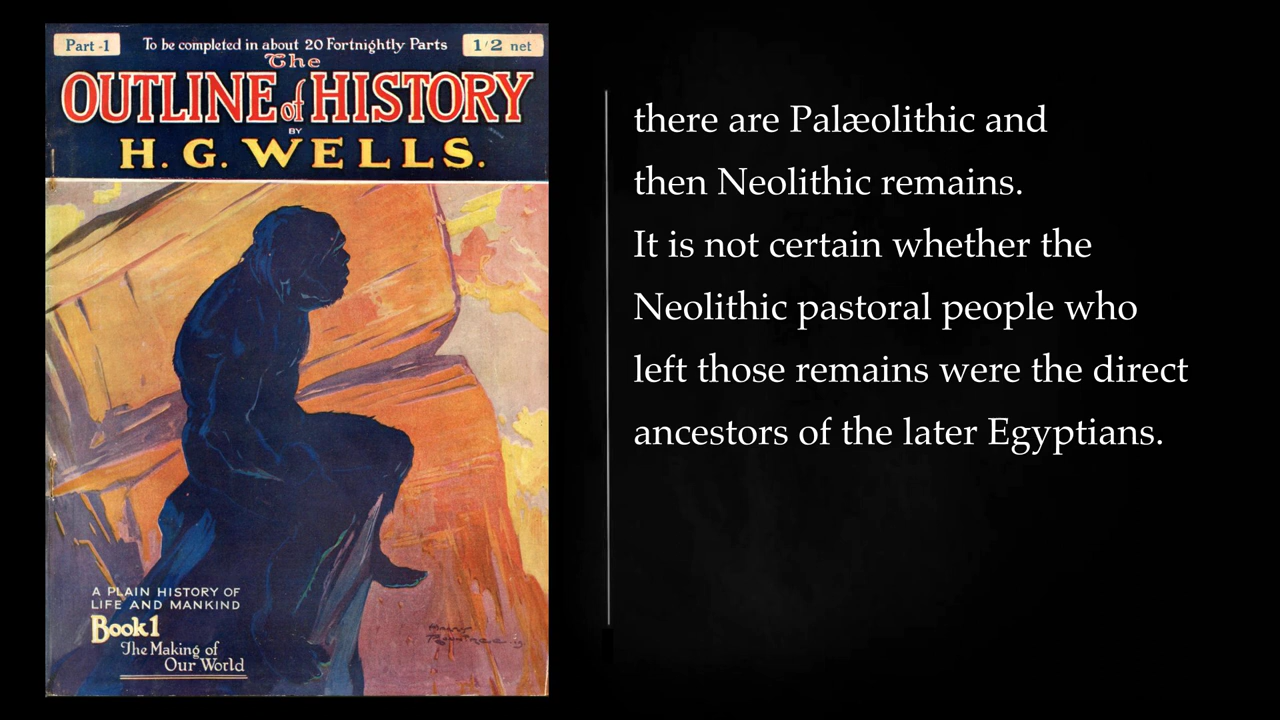 Part -1
To be completed in about 20 Fortnightly Parts
1/2 net
The
OUTLINE of HISTORY
BY
H. G. WELLS.
A PLAIN HISTORY OF
LIFE AND MANKIND
Book 1
The Making of
Our World
there are Palæolithic and
then Neolithic remains.
It is not certain whether the
Neolithic pastoral people who
left those remains were the direct
ancestors of the later Egyptians.